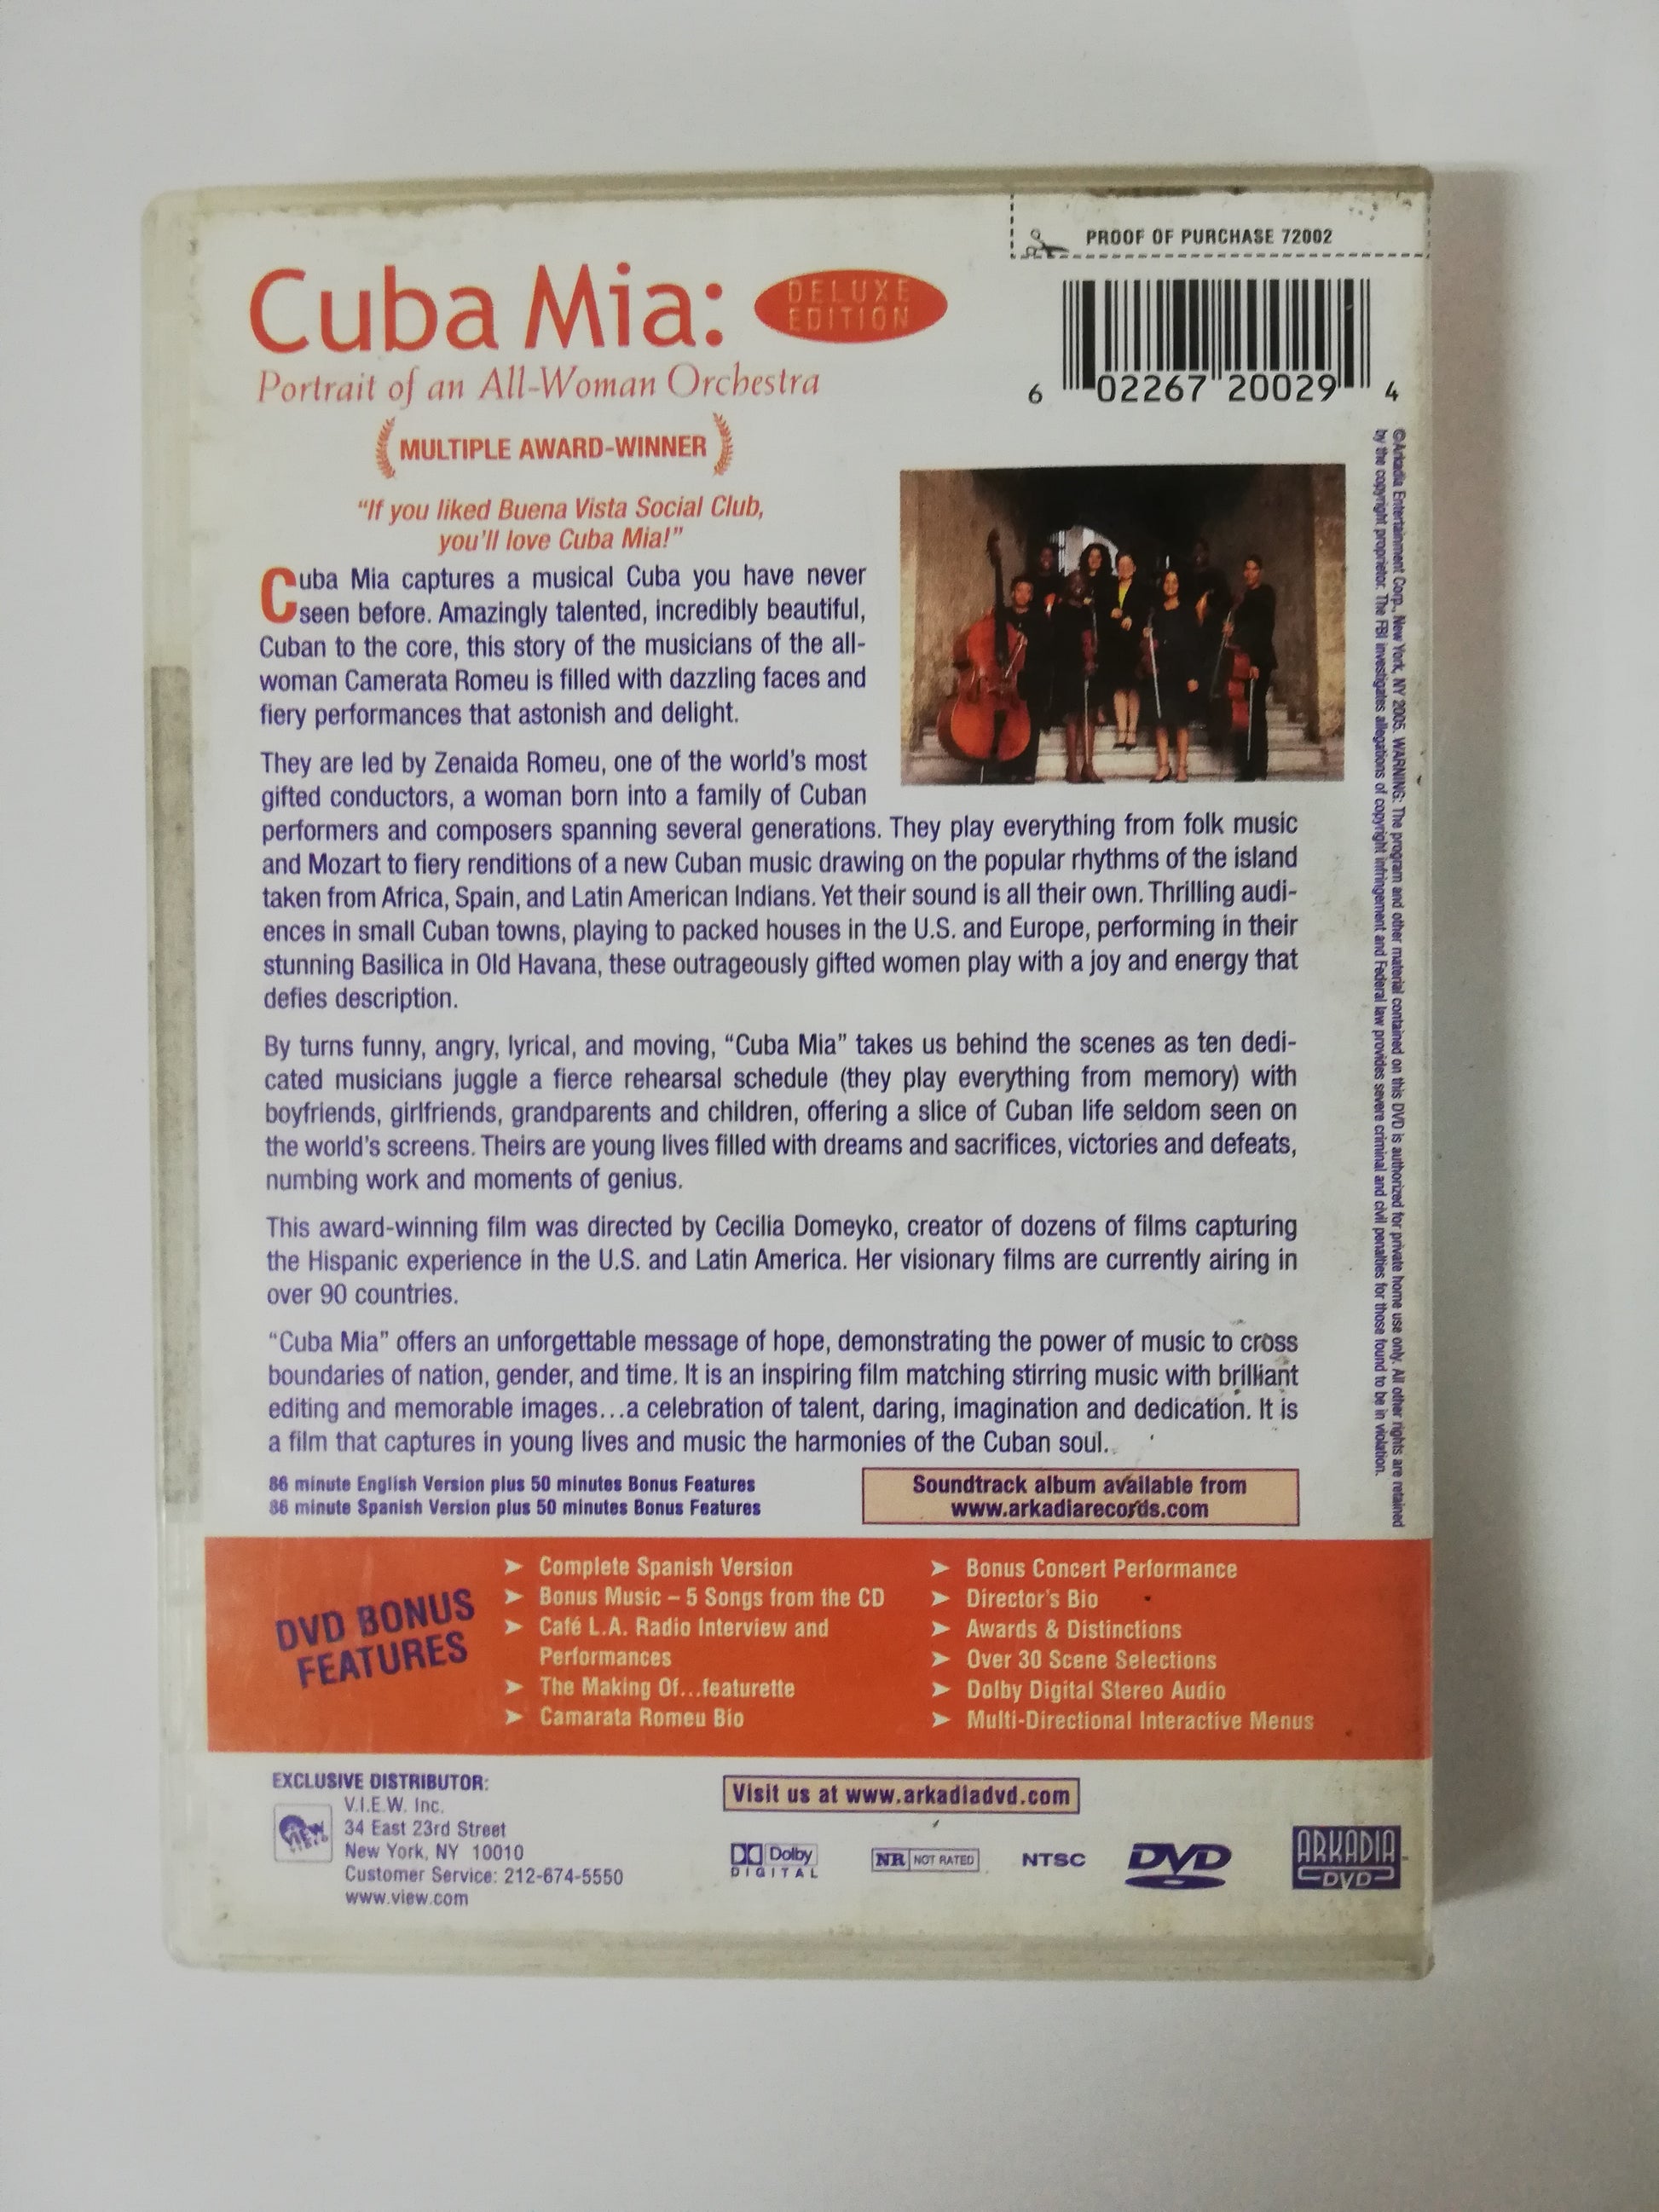 PROOF OF PURCHASE 72002
Cuba Mia:
DELUXE
EDITION
Portrait of an All-Woman Orchestra
MULTIPLE AWARD-WINNER
6 02267 20029 4
“If you liked Buena Vista Social Club,
you’ll love Cuba Mia!”
Cuba Mia captures a musical Cuba you have never
seen before. Amazingly talented, incredibly beautiful,
Cuban to the core, this story of the musicians of the all-
woman Camerata Romeu is filled with dazzling faces and
fiery performances that astonish and delight.
They are led by Zenaida Romeu, one of the world’s most
gifted conductors, a woman born into a family of Cuban
performers and composers spanning several generations. They play everything from folk music
and Mozart to fiery renditions of a new Cuban music drawing on the popular rhythms of the island
taken from Africa, Spain, and Latin American Indians. Yet their sound is all their own. Thrilling audi-
ences in small Cuban towns, playing to packed houses in the U.S. and Europe, performing in their
stunning Basilica in Old Havana, these outrageously gifted women play with a joy and energy that
defies description.
By turns funny, angry, lyrical, and moving, “Cuba Mia” takes us behind the scenes as ten dedi-
cated musicians juggle a fierce rehearsal schedule (they play everything from memory) with
boyfriends, girlfriends, grandparents and children, offering a slice of Cuban life seldom seen on
the world’s screens. Theirs are young lives filled with dreams and sacrifices, victories and defeats,
numbing work and moments of genius.
This award-winning film was directed by Cecilia Domeyko, creator of dozens of films capturing
the Hispanic experience in the U.S. and Latin America. Her visionary films are currently airing in
over 90 countries.
“Cuba Mia” offers an unforgettable message of hope, demonstrating the power of music to cross
boundaries of nation, gender, and time. It is an inspiring film matching stirring music with brilliant
editing and memorable images...a celebration of talent, daring, imagination and dedication. It is
a film that captures in young lives and music the harmonies of the Cuban soul.
86 minute English Version plus 50 minutes Bonus Features
86 minute Spanish Version plus 50 minutes Bonus Features
Soundtrack album available from
www.arkadiarecords.com
©Arkadia Entertainment Corp., New York, NY 2005. WARNING: The program and other material contained on this DVD is authorized for private home use only. All other rights are retained
by the copyright proprietor. The FBI investigates allegations of copyright infringement and Federal law provides severe criminal and civil penalties for those found to be in violation.
DVD BONUS
FEATURES
➤ Complete Spanish Version
➤ Bonus Music – 5 Songs from the CD
➤ Café L.A. Radio Interview and
Performances
➤ The Making Of...featurette
➤ Camarata Romeu Bio
➤ Bonus Concert Performance
➤ Director’s Bio
➤ Awards & Distinctions
➤ Over 30 Scene Selections
➤ Dolby Digital Stereo Audio
➤ Multi-Directional Interactive Menus
EXCLUSIVE DISTRIBUTOR:
VIEW
V.I.E.W. Inc.
34 East 23rd Street
New York, NY 10010
Customer Service: 212-674-5550
www.view.com
Visit us at www.arkadiadvd.com
Dolby
DIGITAL
NR NOT RATED
NTSC
DVD
ARKADIA
DVD